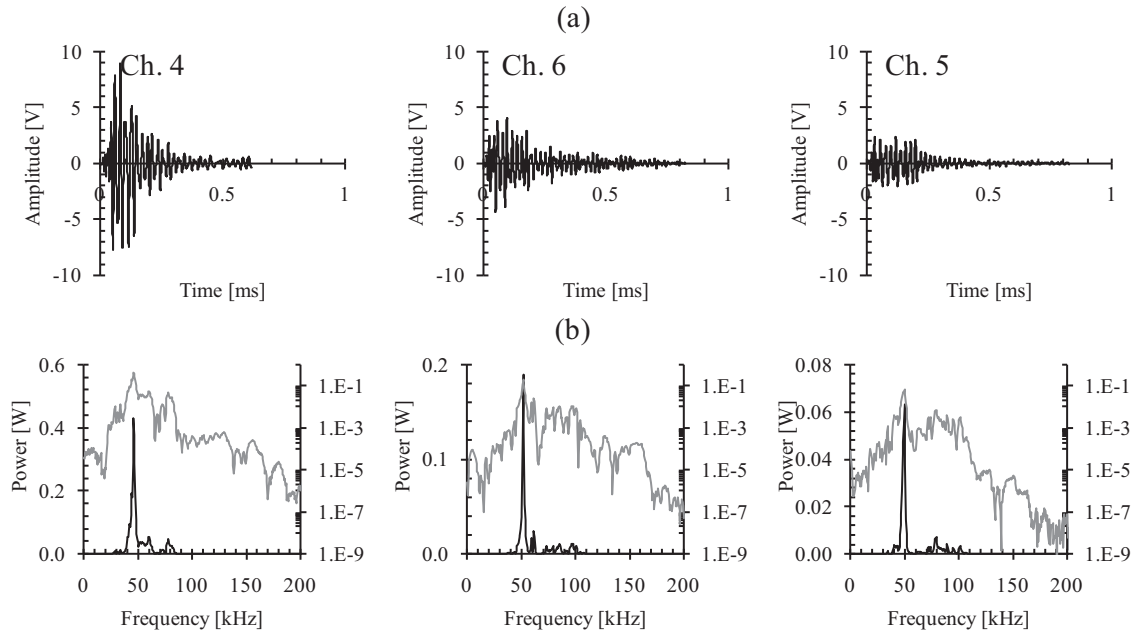 (a)
Ch. 4
Ch. 6
Ch. 5
10
5
0
-5
-10
0
0.5
1
Amplitude [V]
Time [ms]
10
5
0
-5
-10
0
0.5
1
Amplitude [V]
Time [ms]
10
5
0
-5
-10
0
0.5
1
Amplitude [V]
Time [ms]
(b)
0.6
0.4
0.2
0.0
1.E-1
1.E-3
1.E-5
1.E-7
1.E-9
0 50 100 150 200
Power [W]
Frequency [kHz]
0.2
0.1
0.0
1.E-1
1.E-3
1.E-5
1.E-7
1.E-9
0 50 100 150 200
Power [W]
Frequency [kHz]
0.08
0.06
0.04
0.02
0.00
1.E-1
1.E-3
1.E-5
1.E-7
1.E-9
0 50 100 150 200
Power [W]
Frequency [kHz]